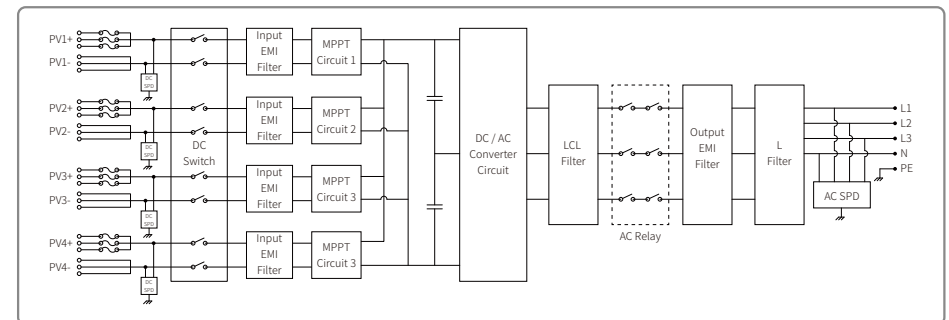 PV1+
PV1-
DC
SPD
Input
EMI
Filter
MPPT
Circuit 1
PV2+
PV2-
DC
SPD
DC
Switch
Input
EMI
Filter
MPPT
Circuit 2
PV3+
PV3-
DC
SPD
Input
EMI
Filter
MPPT
Circuit 3
PV4+
PV4-
DC
SPD
Input
EMI
Filter
MPPT
Circuit 3
DC / AC
Converter
Circuit
LCL
Filter
AC Relay
Output
EMI
Filter
L
Filter
L1
L2
L3
N
PE
AC SPD